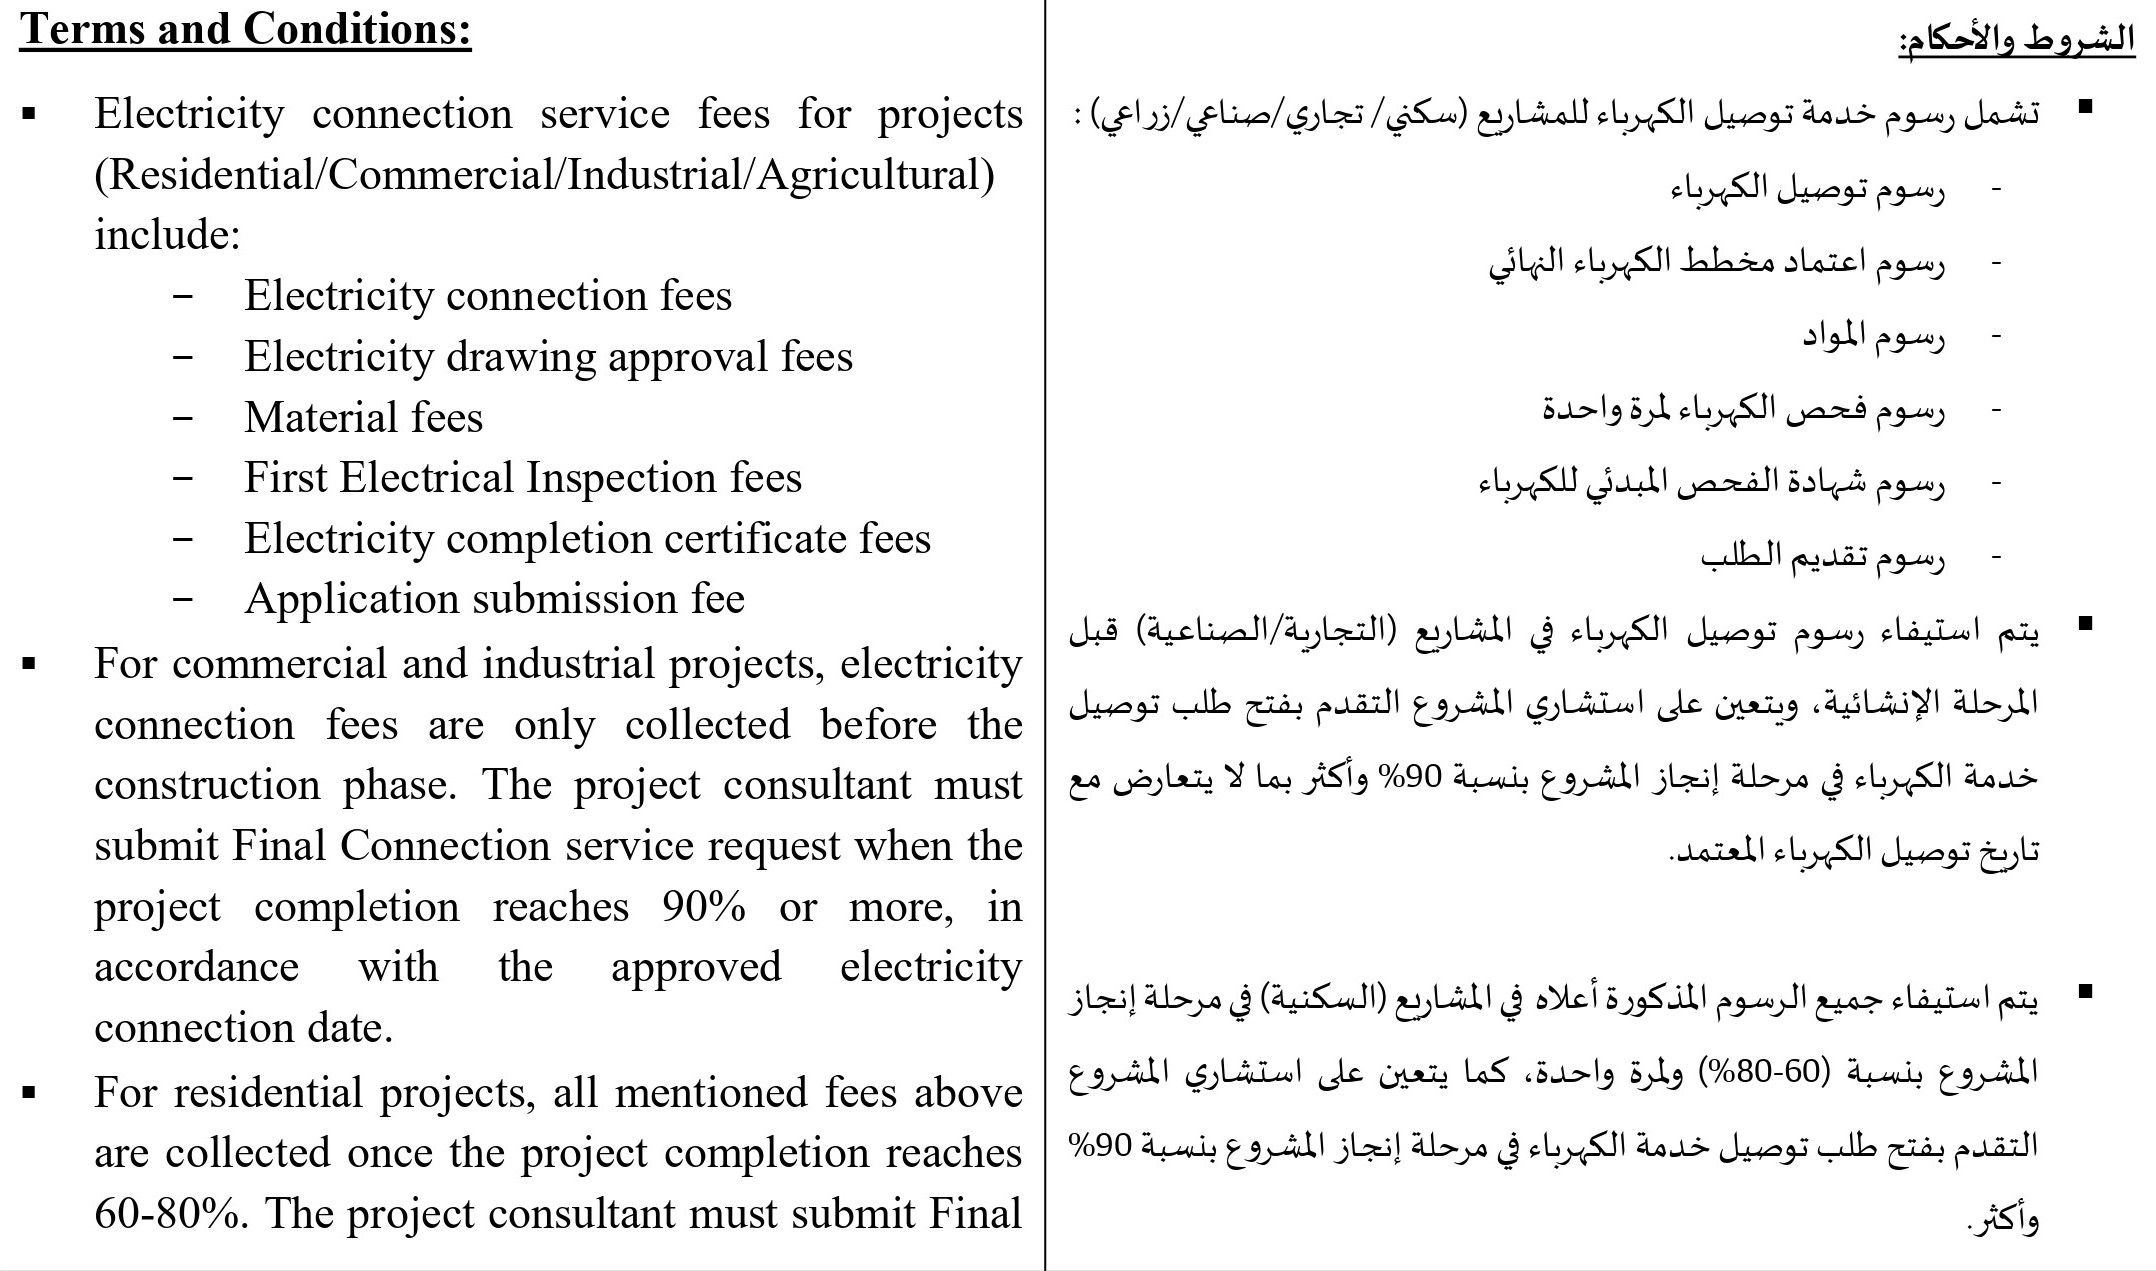 Terms and Conditions:
▪ Electricity connection service fees for projects
(Residential/Commercial/Industrial/Agricultural)
include:
– Electricity connection fees
– Electricity drawing approval fees
– Material fees
– First Electrical Inspection fees
– Electricity completion certificate fees
– Application submission fee
▪ For commercial and industrial projects, electricity
connection fees are only collected before the
construction phase. The project consultant must
submit Final Connection service request when the
project completion reaches 90% or more, in
accordance with the approved electricity
connection date.
▪ For residential projects, all mentioned fees above
are collected once the project completion reaches
60-80%. The project consultant must submit Final
الشروط والأحكام:
▪ تشمل رسوم خدمة توصيل الكهرباء للمشاريع (سكني/ تجاري/صناعي/زراعي) :
- رسوم توصيل الكهرباء
- رسوم اعتماد مخطط الكهرباء النهائي
- رسوم المواد
- رسوم فحص الكهرباء لمرة واحدة
- رسوم شهادة الفحص المبدئي للكهرباء
- رسوم تقديم الطلب
▪ يتم استيفاء رسوم توصيل الكهرباء في المشاريع (التجارية/الصناعية) قبل
المرحلة الإنشائية، ويتعين على استشاري المشروع التقدم بفتح طلب توصيل
خدمة الكهرباء في مرحلة إنجاز المشروع بنسبة 90% وأكثر بما لا يتعارض مع
تاريخ توصيل الكهرباء المعتمد.
▪ يتم استيفاء جميع الرسوم المذكورة أعلاه في المشاريع (السكنية) في مرحلة إنجاز
المشروع بنسبة (60-80%) ولمرة واحدة، كما يتعين على استشاري المشروع
التقدم بفتح طلب توصيل خدمة الكهرباء في مرحلة إنجاز المشروع بنسبة 90%
وأكثر.